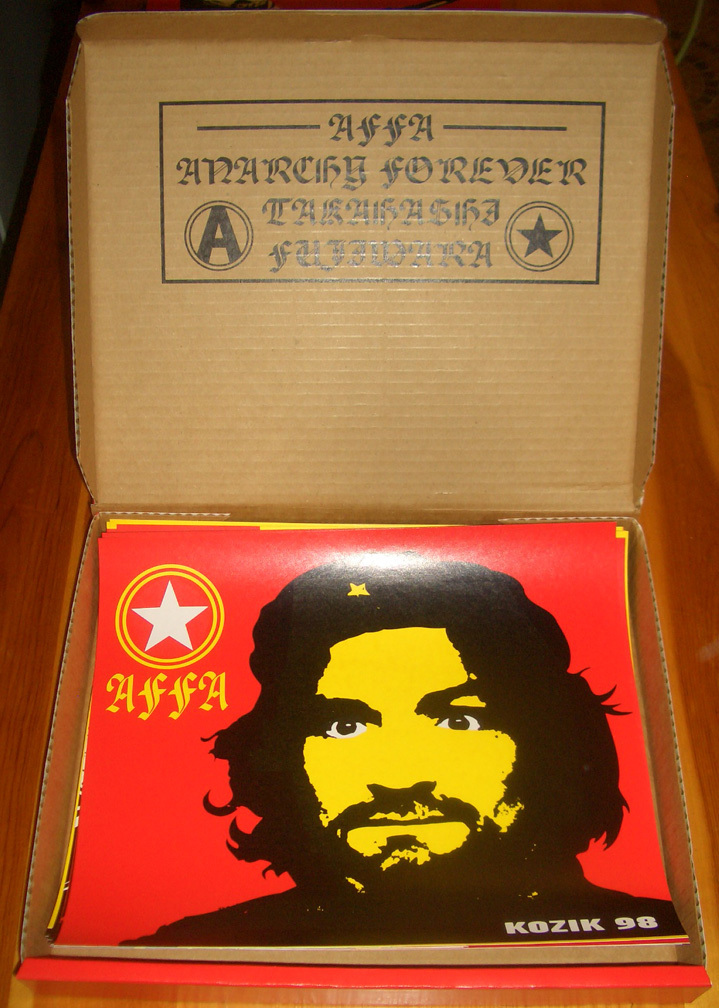 AFFA
ANARCHY FOREVER
A TAKAHASHI
FUJIWARA
AFFA
KOZIK 98